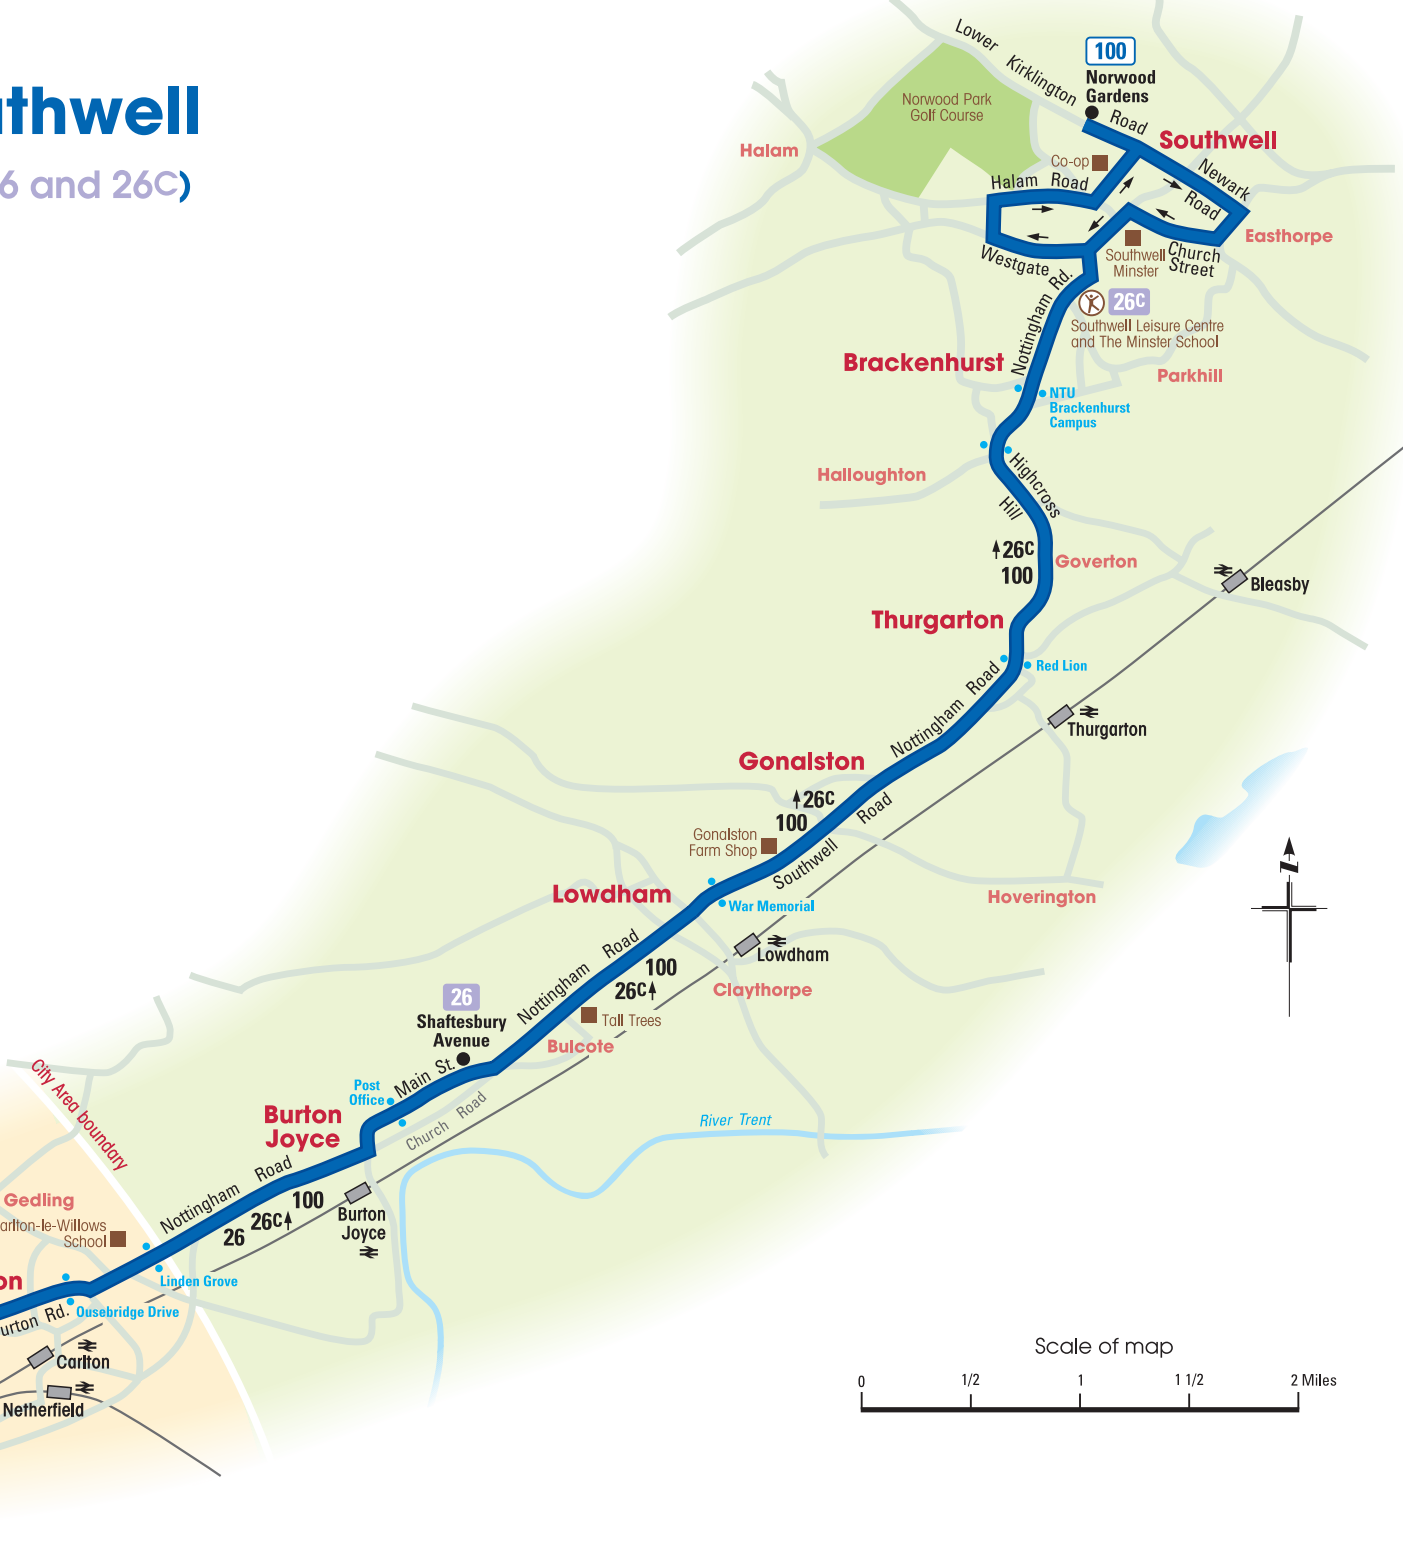 thwell
6 and 26C)
Lower Kirklington Road
100
Norwood
Gardens
Norwood Park
Golf Course
Southwell
Halam
Co-op
Newark Road
Halam Road
Easthorpe
Westgate
Southwell
Minster
Church
Street
Nottingham Rd.
26C
Southwell Leisure Centre
and The Minster School
Brackenhurst
Parkhill
NTU
Brackenhurst
Campus
Halloughton
Highcross
Hill
26C
100
Goverton
Bleasby
Thurgarton
Red Lion
Nottingham Road
Thurgarton
Gonalston
26C
100
Southwell Road
Gonalston
Farm Shop
Lowdham
War Memorial
Hoverington
N
Nottingham Road
100
26C
Lowdham
Claythorpe
26
Shaftesbury
Avenue
Tall Trees
Bulcote
Main St.
Post
Office
Church Road
Burton
Joyce
River Trent
City Area boundary
Nottingham Road
100
26C
26
Burton
Joyce
Gedling
arlton-le-Willows
School
on
Linden Grove
Ousebridge Drive
urton Rd.
Carlton
Netherfield
Scale of map
0 1/2 1 1 1/2 2 Miles